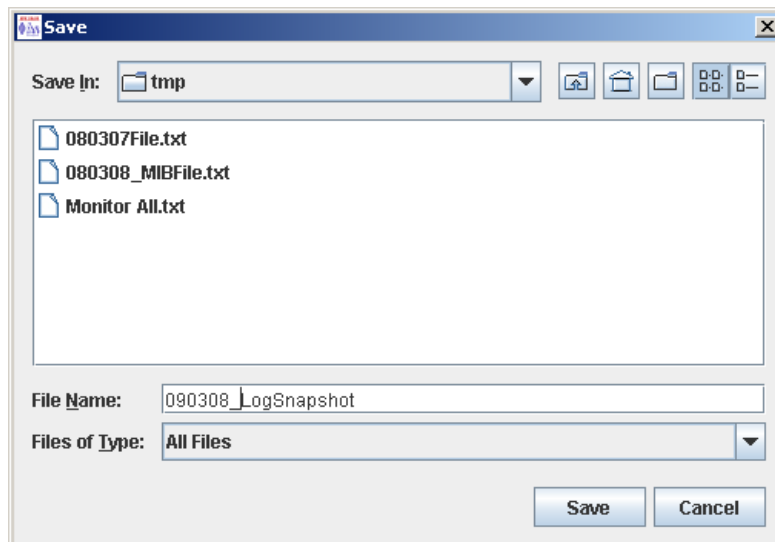 Save
Save In: tmp
080307File.txt
080308_MIBFile.txt
Monitor All.txt
File Name: 090308_LogSnapshot
Files of Type: All Files
Save Cancel